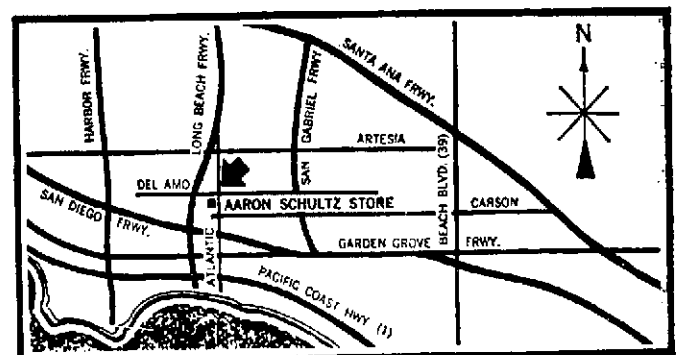 N
HARBOR FRWY.
LONG BEACH FRWY.
SAN GABRIEL FRWY
SANTA ANA FRWY.
ARTESIA
DEL AMO
AARON SCHULTZ STORE
BEACH BLVD. (39)
CARSON
SAN DIEGO FRWY.
ATLANTIC
GARDEN GROVE FRWY.
PACIFIC COAST HWY (1)